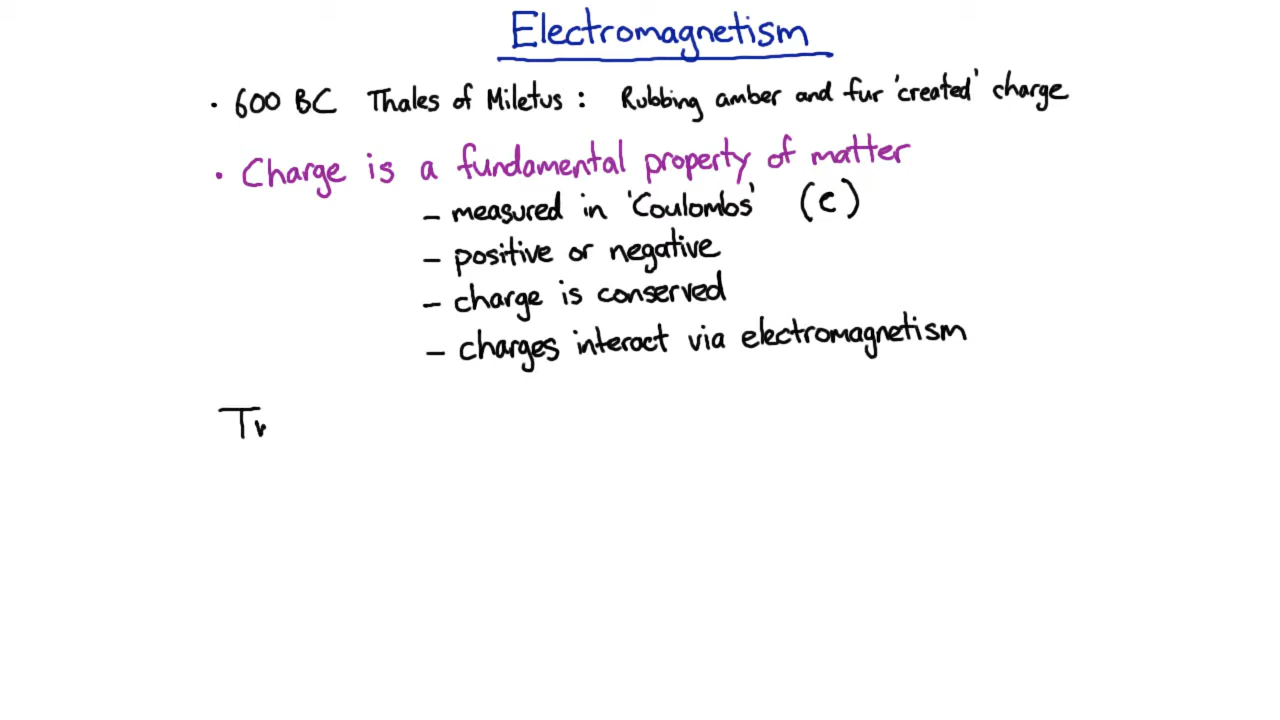 Electromagnetism
· 600 BC Thales of Miletus : Rubbing amber and fur 'created' charge
· Charge is a fundamental property of matter
– measured in 'Coulombs' (C)
– positive or negative
– charge is conserved
– charges interact via electromagnetism